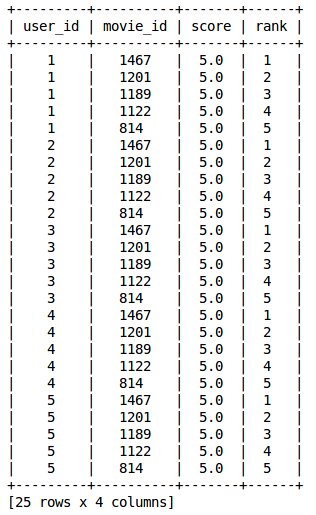 +---------+----------+-------+------+
| user_id | movie_id | score | rank |
+---------+----------+-------+------+
|    1    |   1467   |  5.0  |  1   |
|    1    |   1201   |  5.0  |  2   |
|    1    |   1189   |  5.0  |  3   |
|    1    |   1122   |  5.0  |  4   |
|    1    |   814    |  5.0  |  5   |
|    2    |   1467   |  5.0  |  1   |
|    2    |   1201   |  5.0  |  2   |
|    2    |   1189   |  5.0  |  3   |
|    2    |   1122   |  5.0  |  4   |
|    2    |   814    |  5.0  |  5   |
|    3    |   1467   |  5.0  |  1   |
|    3    |   1201   |  5.0  |  2   |
|    3    |   1189   |  5.0  |  3   |
|    3    |   1122   |  5.0  |  4   |
|    3    |   814    |  5.0  |  5   |
|    4    |   1467   |  5.0  |  1   |
|    4    |   1201   |  5.0  |  2   |
|    4    |   1189   |  5.0  |  3   |
|    4    |   1122   |  5.0  |  4   |
|    4    |   814    |  5.0  |  5   |
|    5    |   1467   |  5.0  |  1   |
|    5    |   1201   |  5.0  |  2   |
|    5    |   1189   |  5.0  |  3   |
|    5    |   1122   |  5.0  |  4   |
|    5    |   814    |  5.0  |  5   |
+---------+----------+-------+------+
[25 rows x 4 columns]